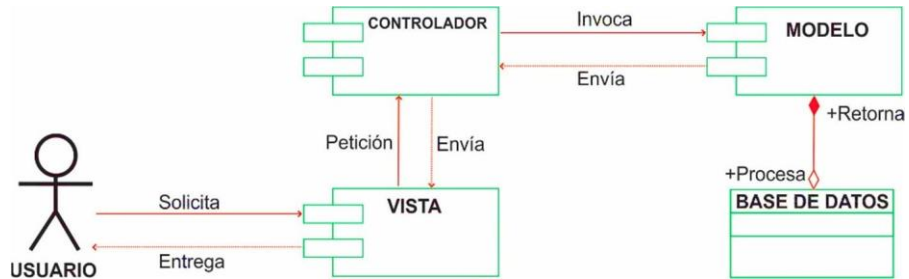 CONTROLADOR
Invoca
MODELO
Envía
+Retorna
Petición
Envía
+Procesa
Solicita
VISTA
BASE DE DATOS
Entrega
USUARIO